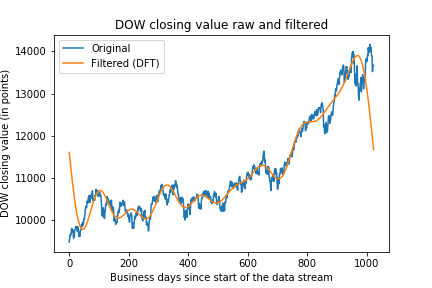 DOW closing value raw and filtered
Original
Filtered (DFT)
14000
13000
12000
11000
10000
DOW closing value (in points)
0
200
400
600
800
1000
Business days since start of the data stream